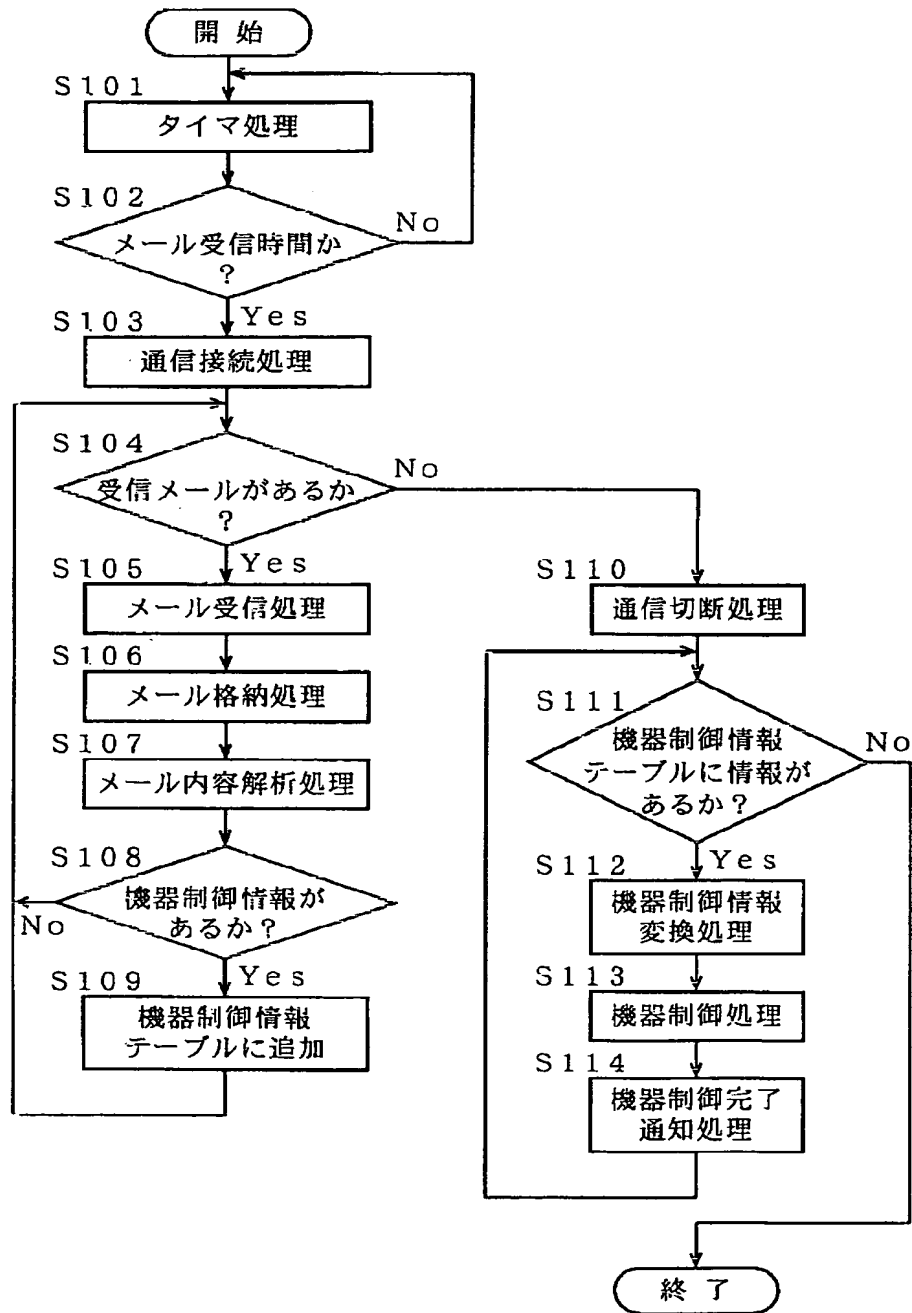 開 始
S101
タイマ処理
S102
メール受信時間か
?
No
Yes
S103
通信接続処理
S104
受信メールがあるか
?
No
Yes
S105
メール受信処理
S106
メール格納処理
S107
メール内容解析処理
S108
機器制御情報が
あるか?
No
Yes
S109
機器制御情報
テーブルに追加
S110
通信切断処理
S111
機器制御情報
テーブルに情報が
あるか?
No
Yes
S112
機器制御情報
変換処理
S113
機器制御処理
S114
機器制御完了
通知処理
終 了